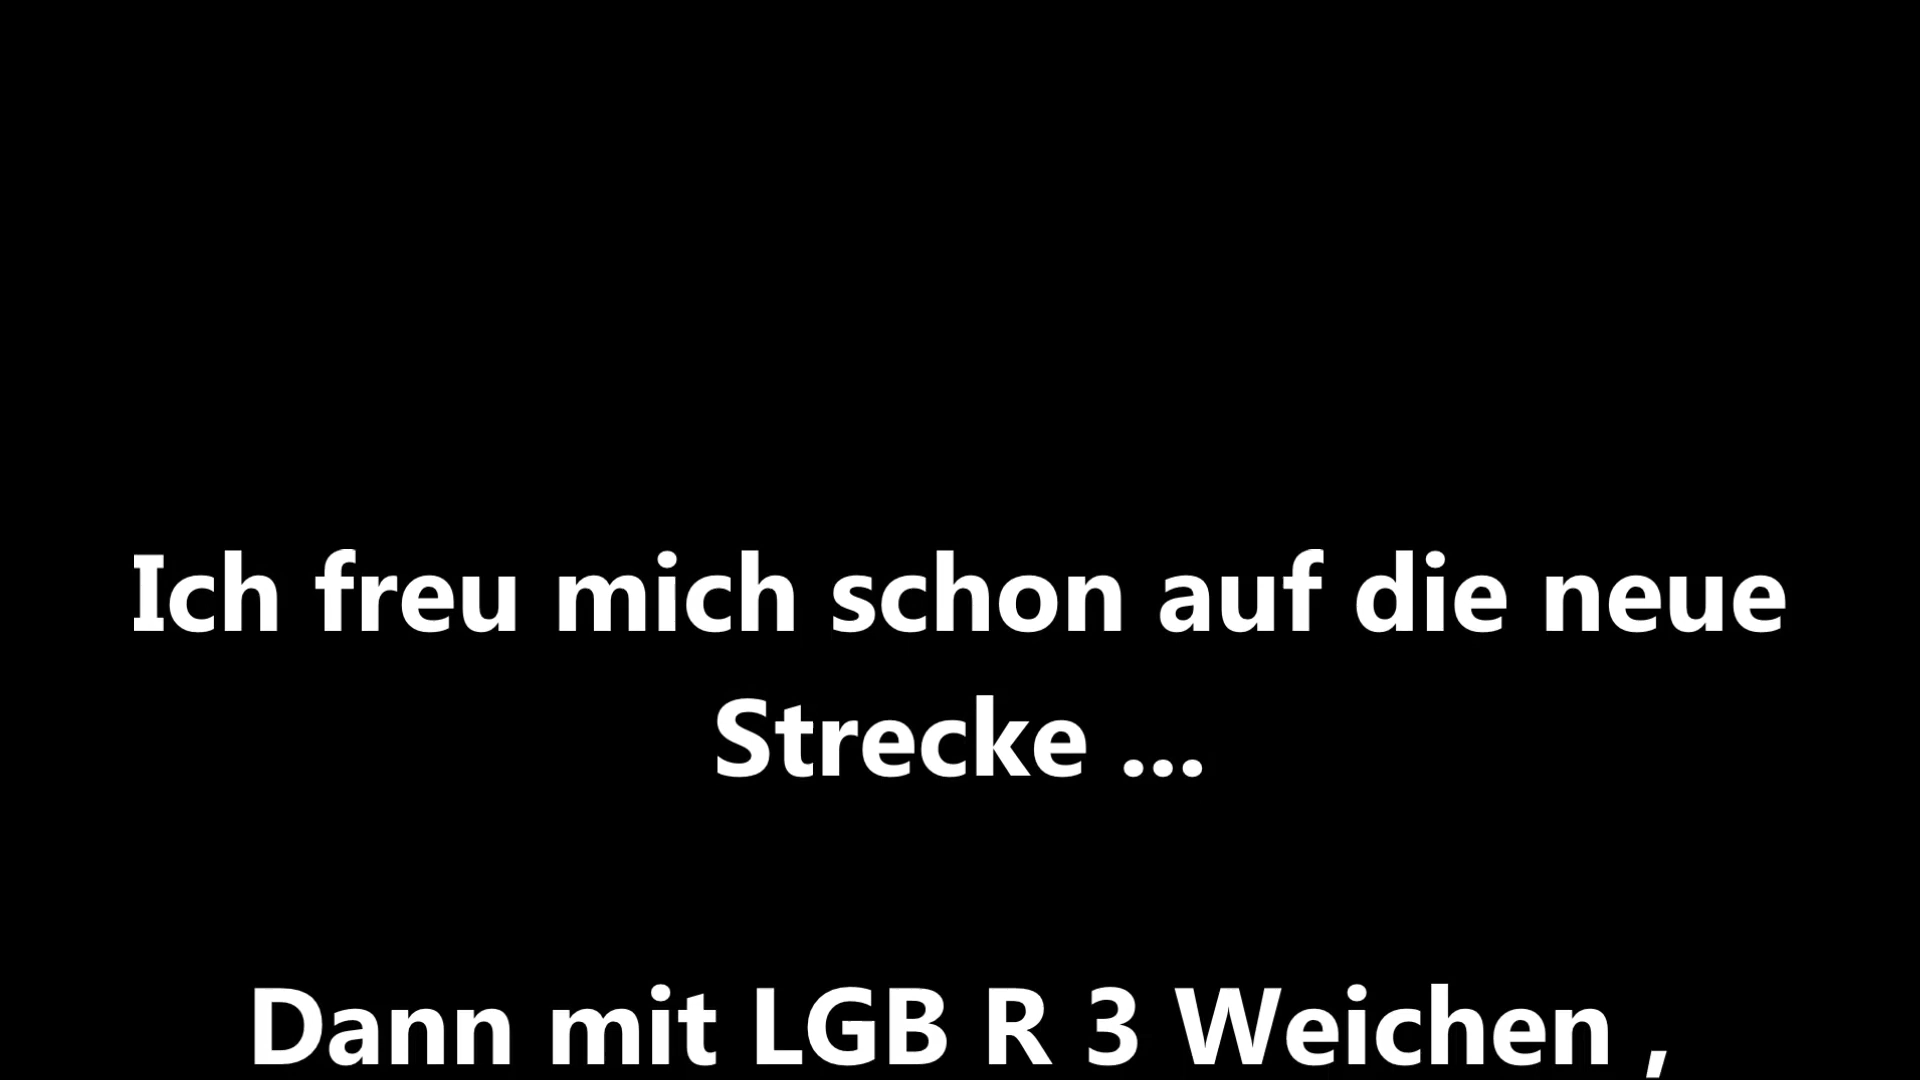 Ich freu mich schon auf die neue
Strecke ...
Dann mit LGB R 3 Weichen ,